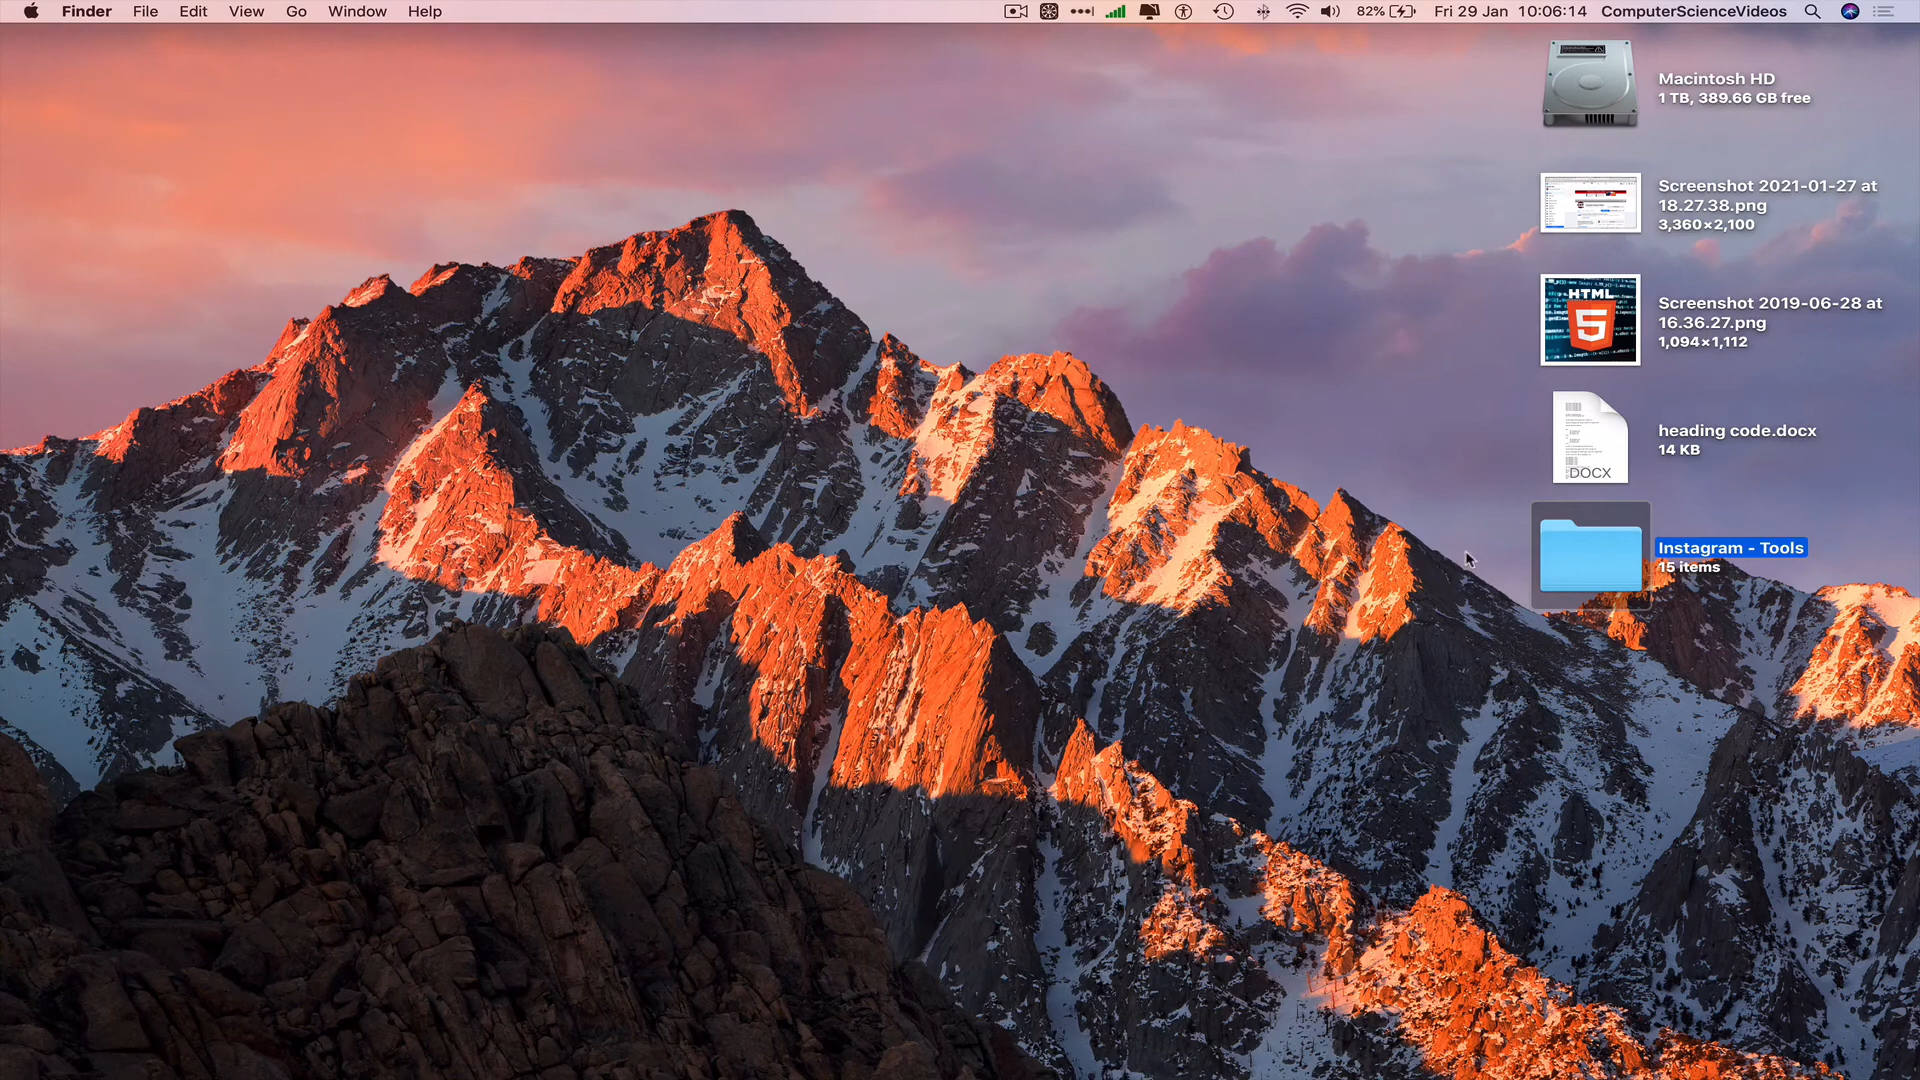 Finder File Edit View Go Window Help 82% Fri 29 Jan 10:06:14 ComputerScienceVideos
Macintosh HD
1 TB, 389.66 GB free
Screenshot 2021-01-27 at
18.27.38.png
3,360×2,100
HTML
5
Screenshot 2019-06-28 at
16.36.27.png
1,094×1,112
DOCX
heading code.docx
14 KB
Instagram - Tools
15 items